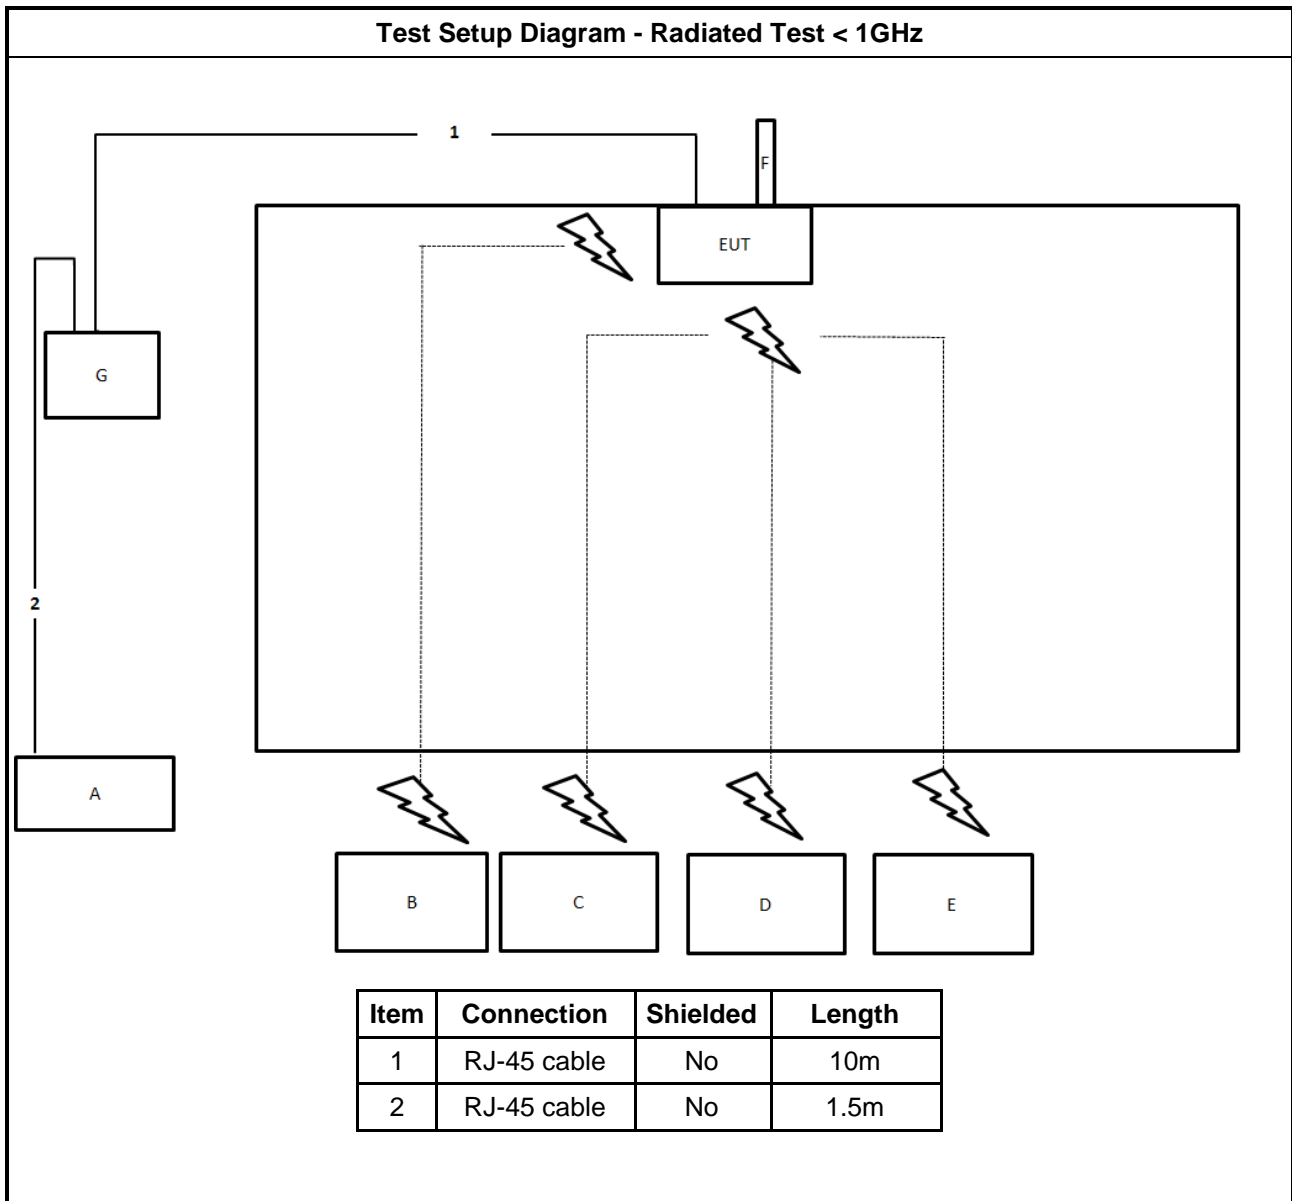 Test Setup Diagram - Radiated Test < 1GHz
1
F
EUT
G
2
A
B
C
D
E
Item Connection Shielded Length
1 RJ-45 cable No 10m
2 RJ-45 cable No 1.5m